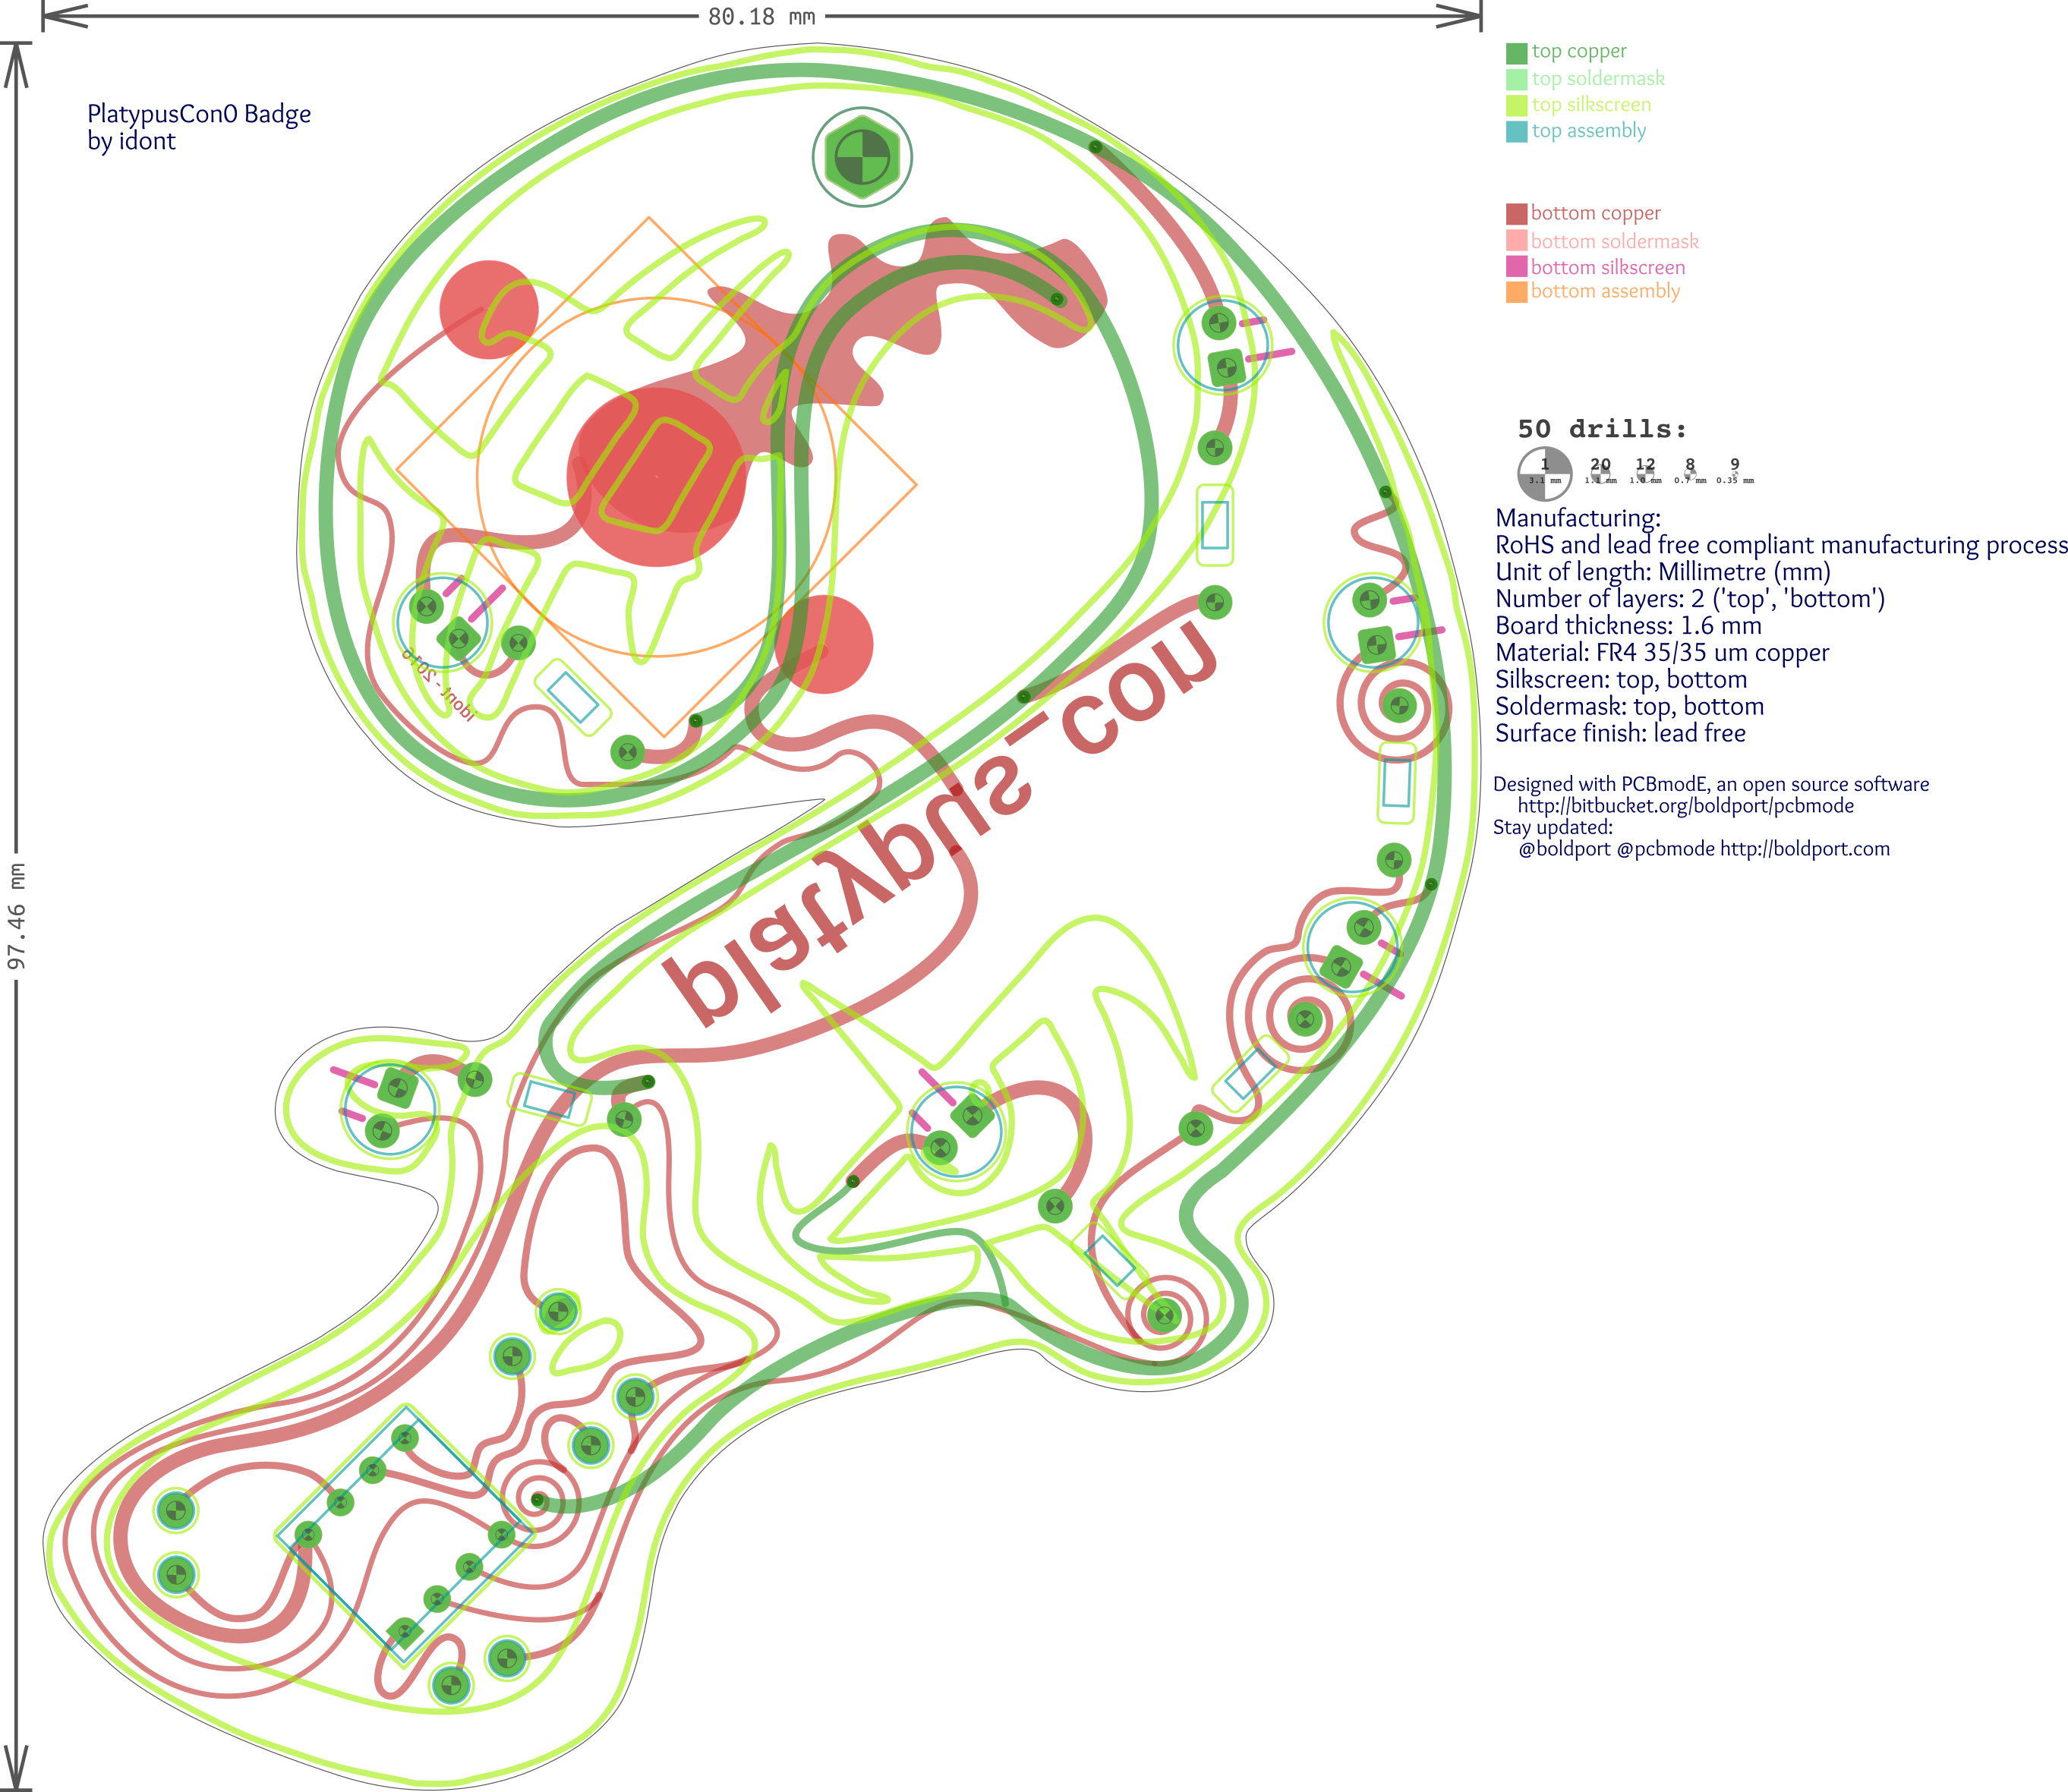 80.18 mm
97.46 mm
PlatypusCon0 Badge
by idont
top copper
top soldermask
top silkscreen
top assembly
bottom copper
bottom soldermask
bottom silkscreen
bottom assembly
50 drills:
1 20 12 8 9
3.1 mm 1.1 mm 1.0 mm 0.7 mm 0.35 mm
Manufacturing:
RoHS and lead free compliant manufacturing process
Unit of length: Millimetre (mm)
Number of layers: 2 ('top', 'bottom')
Board thickness: 1.6 mm
Material: FR4 35/35 um copper
Silkscreen: top, bottom
Soldermask: top, bottom
Surface finish: lead free
Designed with PCBmodE, an open source software
http://bitbucket.org/boldport/pcbmode
Stay updated:
@boldport @pcbmode http://boldport.com
platypus-con